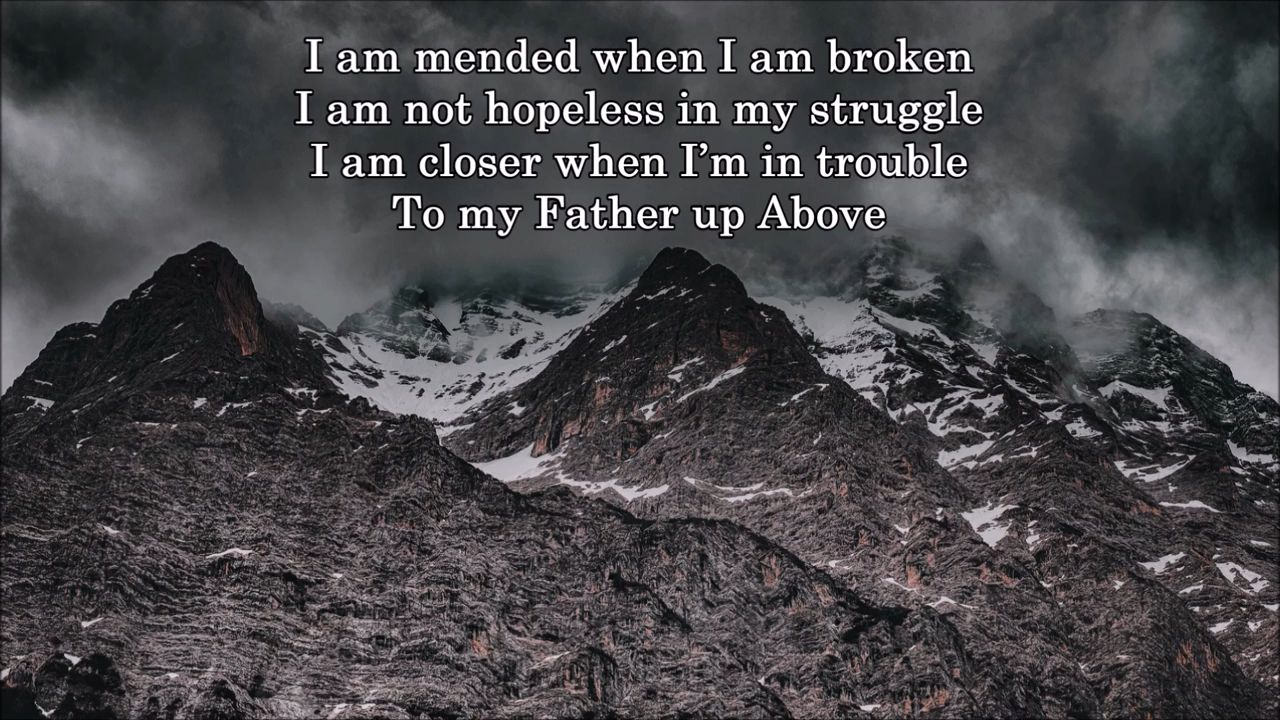 I am mended when I am broken
I am not hopeless in my struggle
I am closer when I’m in trouble
To my Father up Above